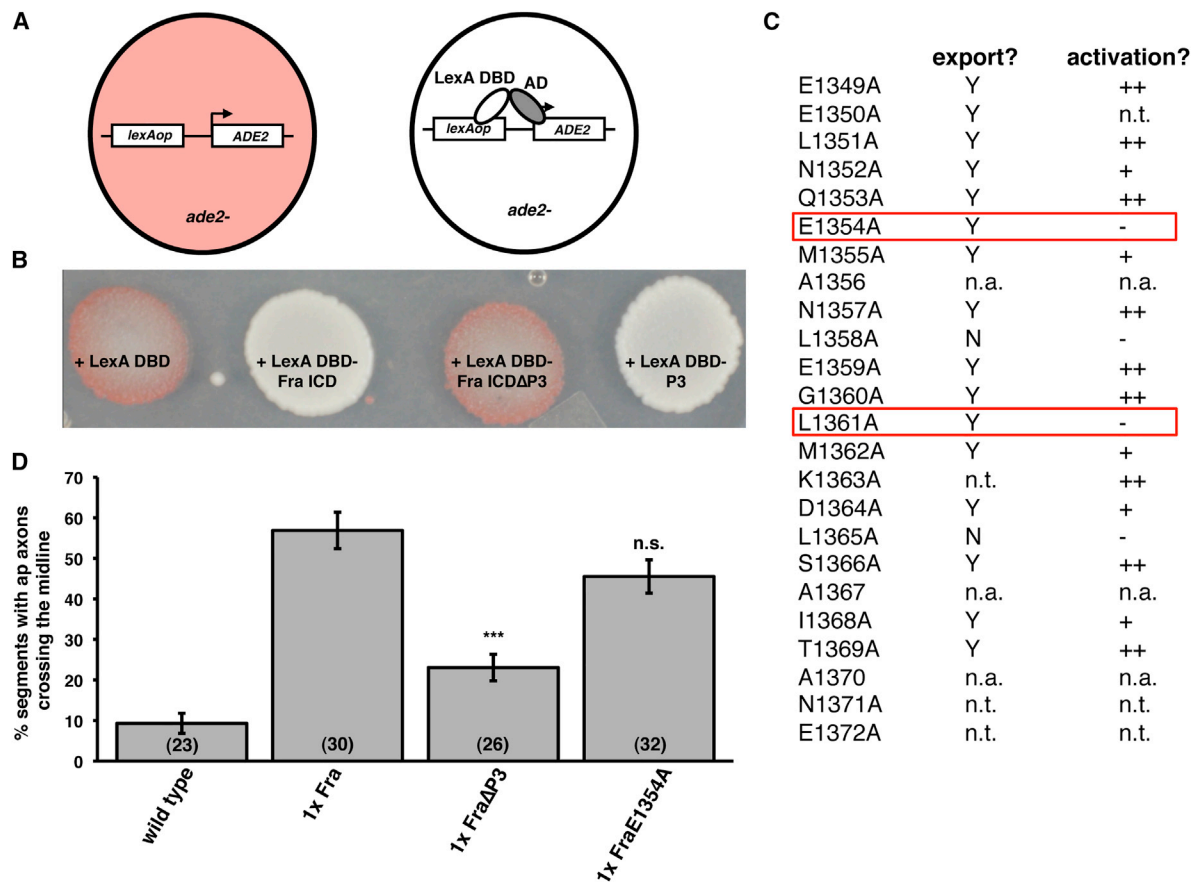 A
LexA DBD AD
lexAop ADE2
ade2-
lexAop ADE2
ade2-
B
+ LexA DBD
+ LexA DBD-
Fra ICD
+ LexA DBD-
Fra ICDΔP3
+ LexA DBD-
P3
C
export? activation?
E1349A Y ++
E1350A Y n.t.
L1351A Y ++
N1352A Y +
Q1353A Y ++
E1354A Y -
M1355A Y +
A1356 n.a. n.a.
N1357A Y ++
L1358A N -
E1359A Y ++
G1360A Y ++
L1361A Y -
M1362A Y +
K1363A n.t. ++
D1364A Y +
L1365A N -
S1366A Y ++
A1367 n.a. n.a.
I1368A Y +
T1369A Y ++
A1370 n.a. n.a.
N1371A n.t. n.t.
E1372A n.t. n.t.
D
% segments with ap axons
crossing the midline
70
60
50
40
30
20
10
0
*** 
n.s.
(23) (30) (26) (32)
wild type
1x Fra
1x FraΔP3
1x FraE1354A